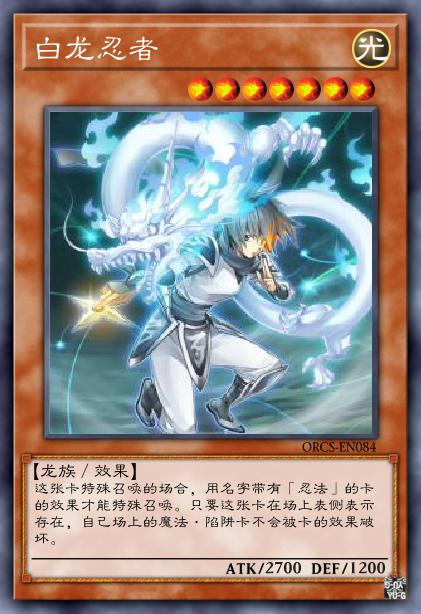 白龙忍者
光
ORCS-EN084
【龙族／效果】
这张卡特殊召唤的场合，用名字带有「忍法」的卡
的效果才能特殊召唤。只要这张卡在场上表侧表示
存在，自己场上的魔法·陷阱卡不会被卡的效果破
坏。
ATK/2700 DEF/1200